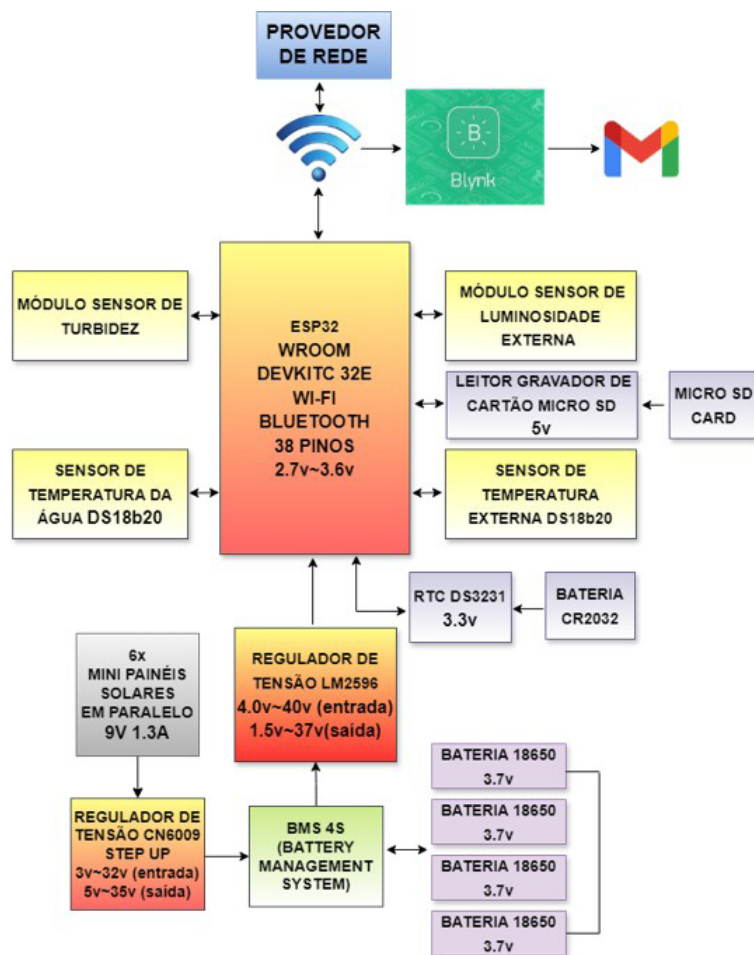 PROVEDOR
DE REDE
B
Blynk
MÓDULO SENSOR DE
TURBIDEZ
ESP32
WROOM
DEVKITC 32E
WI-FI
BLUETOOTH
38 PINOS
2.7v~3.6v
MÓDULO SENSOR DE
LUMINOSIDADE
EXTERNA
LEITOR GRAVADOR DE
CARTÃO MICRO SD
5v
MICRO SD
CARD
SENSOR DE
TEMPERATURA DA
ÁGUA DS18b20
SENSOR DE
TEMPERATURA
EXTERNA DS18b20
RTC DS3231
3.3v
BATERIA
CR2032
6x
MINI PAINÉIS
SOLARES
EM PARALELO
9V 1.3A
REGULADOR DE
TENSÃO LM2596
4.0v~40v (entrada)
1.5v~37v(saída)
REGULADOR DE
TENSÃO CN6009
STEP UP
3v~32v (entrada)
5v~35v (saída)
BMS 4S
(BATTERY
MANAGEMENT
SYSTEM)
BATERIA 18650
3.7v
BATERIA 18650
3.7v
BATERIA 18650
3.7v
BATERIA 18650
3.7v